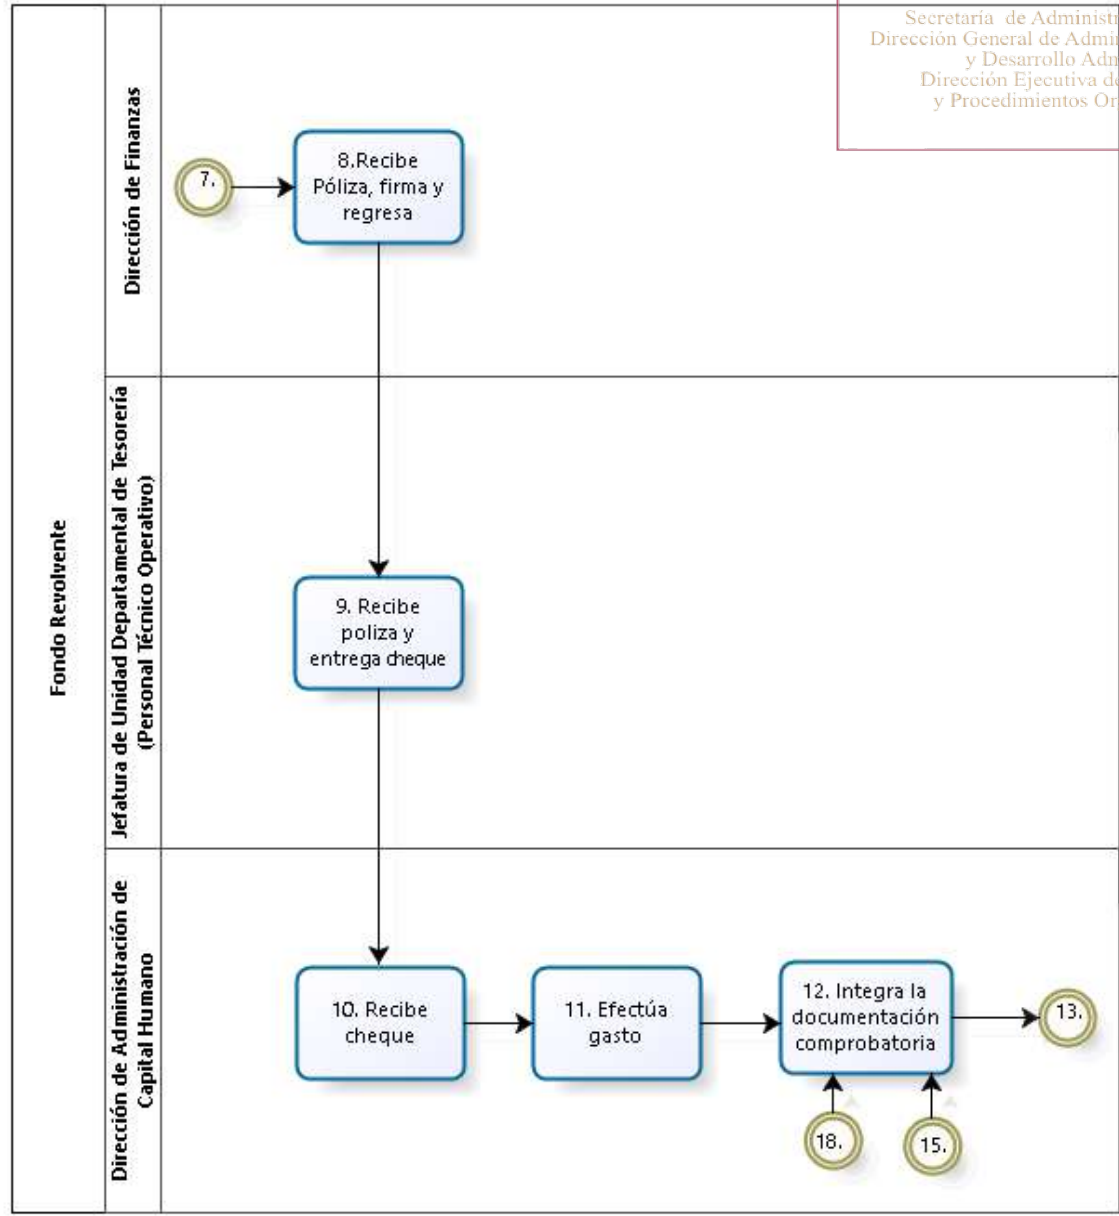 Secretaría de Administr
Dirección General de Admi
y Desarrollo Adm
Dirección Ejecutiva de
y Procedimientos Or
Fondo Revolvente
Dirección de Finanzas
7.
8.Recibe
Póliza, firma y
regresa
Jefatura de Unidad Departamental de Tesorería
(Personal Técnico Operativo)
9. Recibe
poliza y
entrega cheque
Dirección de Administración de
Capital Humano
10. Recibe
cheque
11. Efectúa
gasto
12. Integra la
documentación
comprobatoria
13.
18.
15.